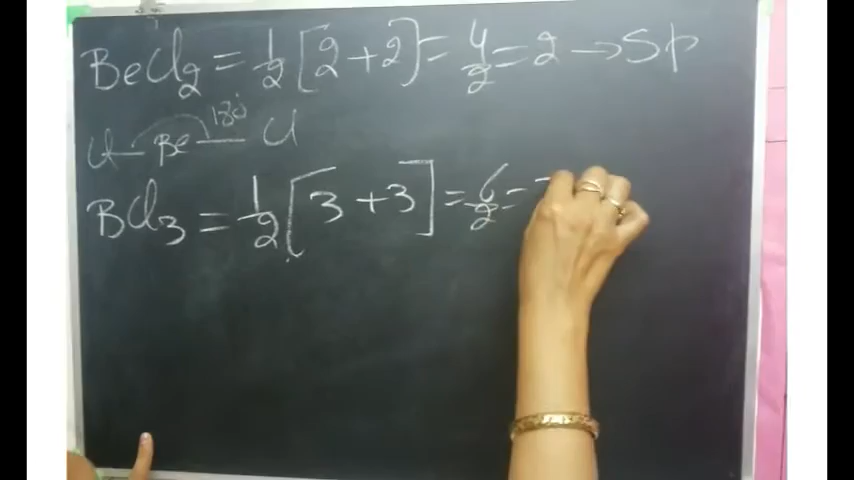 BeCl2 = 1/2 [2+2] = 4/2 = 2 → Sp
180°
Cl — Be — Cl
BCl3 = 1/2 [3+3] = 6/2 =